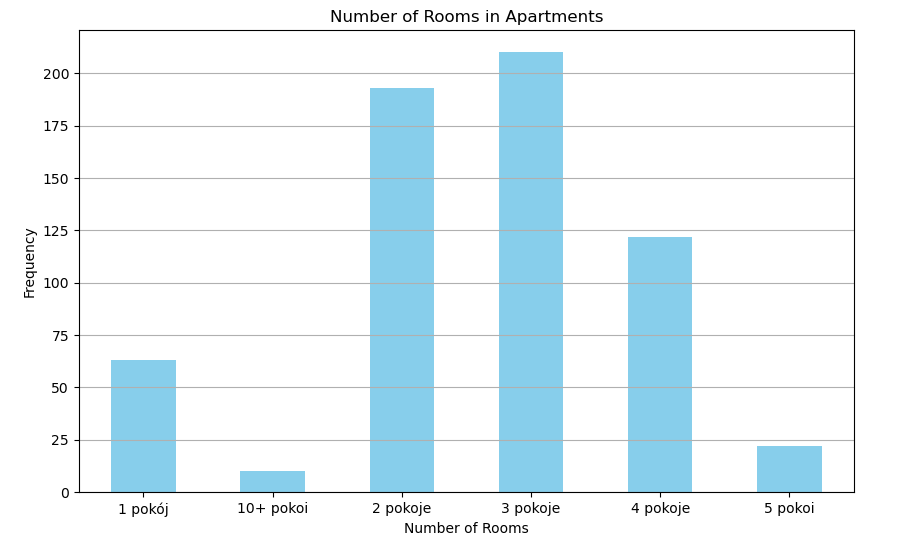 Number of Rooms in Apartments
Frequency
200
175
150
125
100
75
50
25
0
1 pokój 10+ pokoi 2 pokoje 3 pokoje 4 pokoje 5 pokoi
Number of Rooms